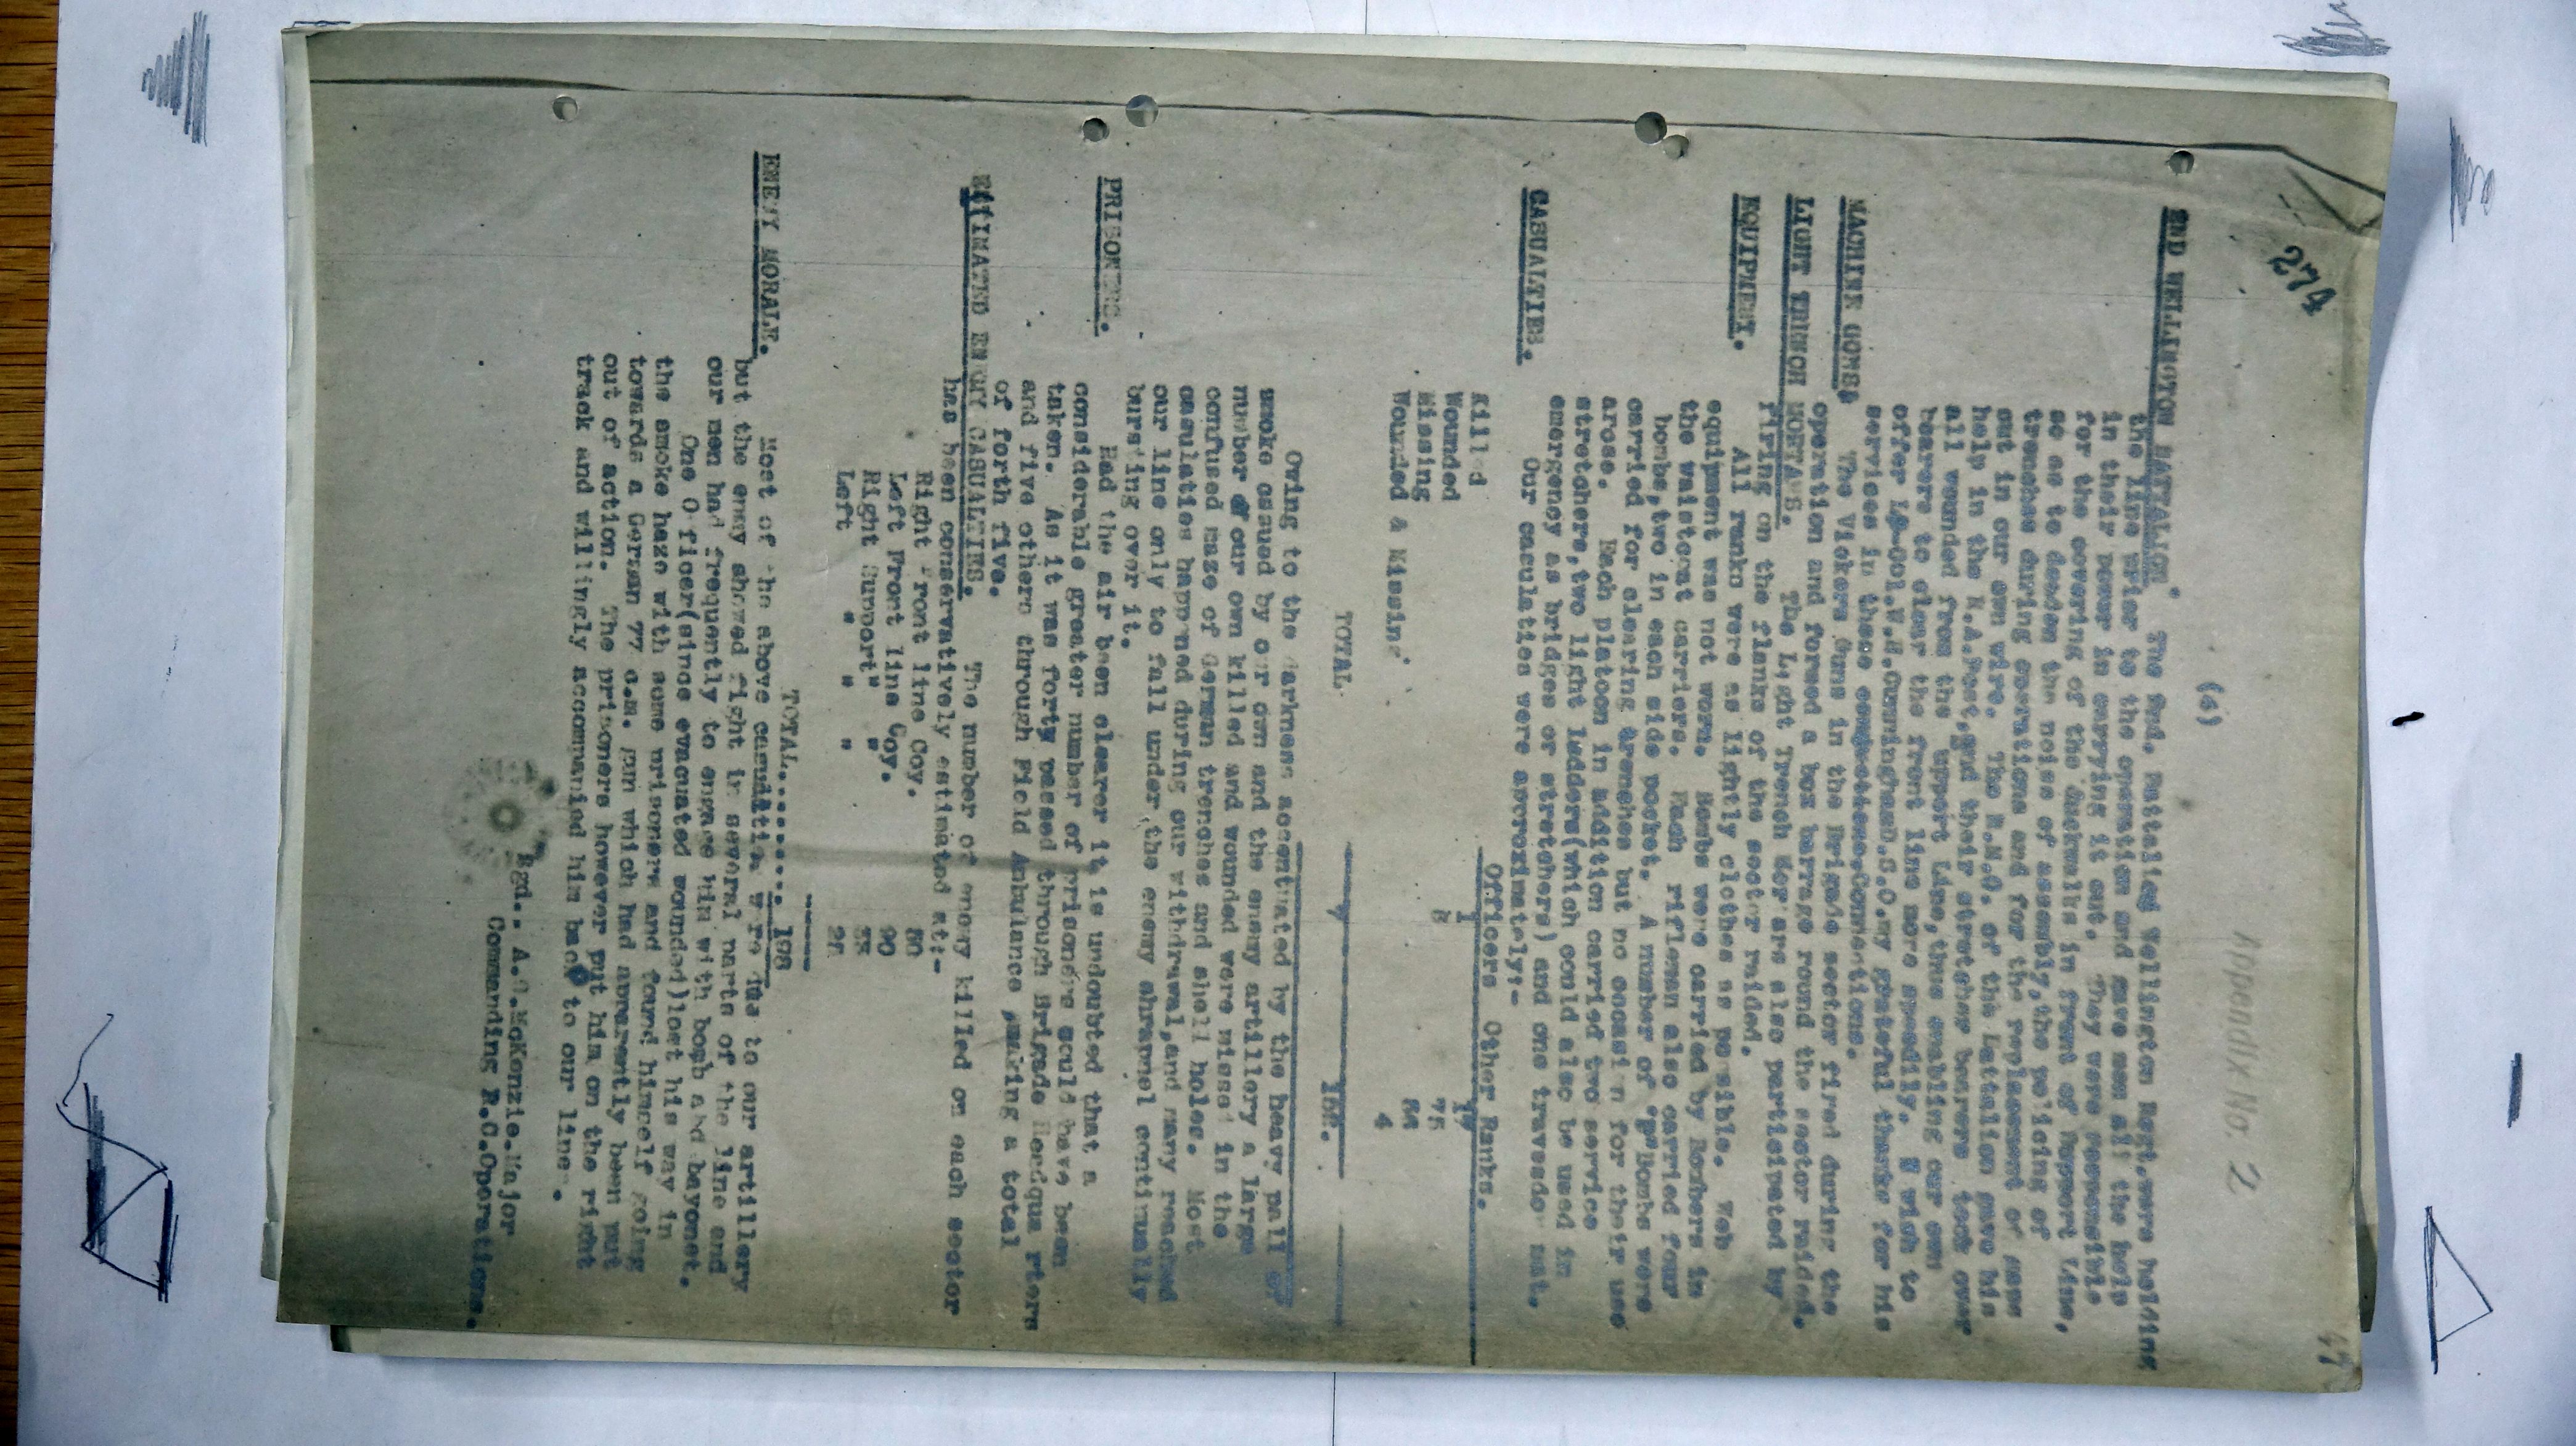 274
47
(6)
Appendix No. 2
2ND WELLINGTON BATTALION The 2nd. Battalion Wellington Regt.were holding
the line prior to the operation and gave men all the help
in their power in carrying it out. They were responsible
for the covering of the duckwalks in front of Support Line,
so as to deaden the noise of assembly,the policing of
trenches during operations and for the replacement of gaps
cut in our own wire. The R.M.O. of the Battalion gave his
help in the R.A.Post,and their stretcher bearers took over
all wounded from the Support Line,thus enabling our own
bearers to clear the front line more speedily. I wish to
offer Lt-Col.W.H.Cunningham D.S.O.my grateful thanks for his
services in these connections.
MACHINE GUNS& The Vickers Guns in the Brigade sector fired during the
operation and formed a box barrage round the sector raided.
LIGHT TRENCH MORTARS. The Light Trench Mortars also participated by
firing on the flanks of the sector raided.
EQUIPMENT. All ranks were as lightly clothes as possible. Web
equipment was not worn. Bombs were carried by Bombers in
the waistcoat carriers. Each rifleman also carried four
bombs,two in each side pocket. A number of "P"Bombs were
carried for clearing trenches but no occasion for their use
arose. Each platoon in addition carried two service
stretchers,two light ladders(which could also be used in
emergency as bridges or stretchers) and one travesdor mat.
CASUALTIES. Our casualties were approximately:-
Officers Other Ranks.
Killed 1 17
Wounded 75
Missing
Wounded & Missing 4
TOTAL
Owing to the darkness accentuated by the heavy pall of
smoke casued by our own and the enemy artillery a large
number of our own killed and wounded were missed in the
confused maze of German trenches and shell holes. Most
casulaties happened during our withdrawal,and many reached
our line only to fall under the enemy shrapnel continually
bursting over it.
PRISONERS. Had the air been clearer it is undoubted that a
considerable greater number of prisoners could have been
taken. As it was forty passed through Brigade Headqua rters
and five others through Field Ambulance making a total
of forth five.
ESTIMATED ENEMY CASUALTIES. The number of enemy killed on each sector
has been conservatively estimated at:-
Right Front line Coy. 50
Left Front line Coy. 90
Right Support" "
Left " " "
TOTAL......... 198
ENEMY MORALE. Most of the above casualities were due to our artillery
but the enemy showed fight in several parts of the line and
our men had frequently to engage him with bomb and bayonet.
One Officer(since evacuated wounded)lost his way in
the smoke haze with some prisoners and found himself going
towards a German 77 c.m. gun which had apparently been put
out of action. The prisoners however put him on the right
track and willingly accompanied him back to our lines.
Sgd.. A.G.McKenzie.Major
Commanding R.C.Operations.